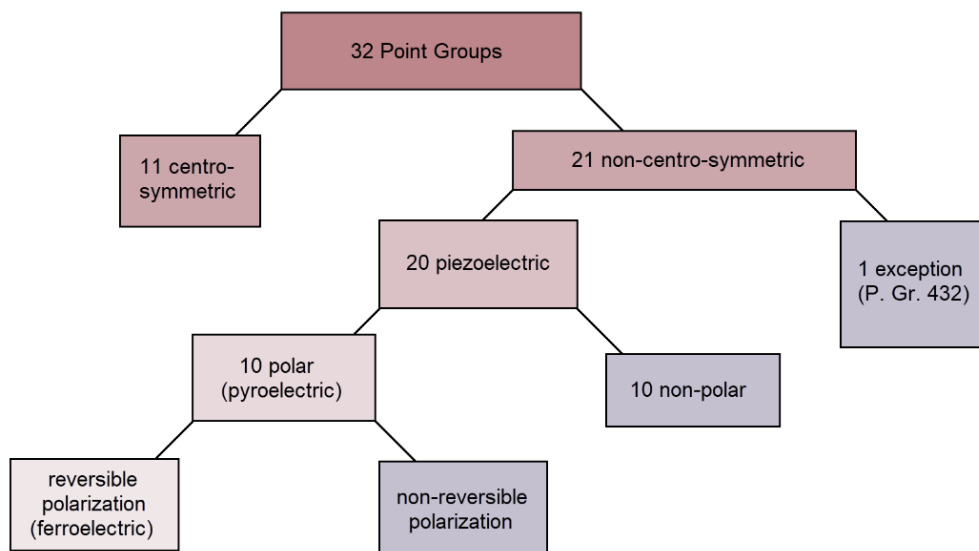 32 Point Groups
11 centro-
symmetric
21 non-centro-symmetric
20 piezoelectric
1 exception
(P. Gr. 432)
10 polar
(pyroelectric)
10 non-polar
reversible
polarization
(ferroelectric)
non-reversible
polarization